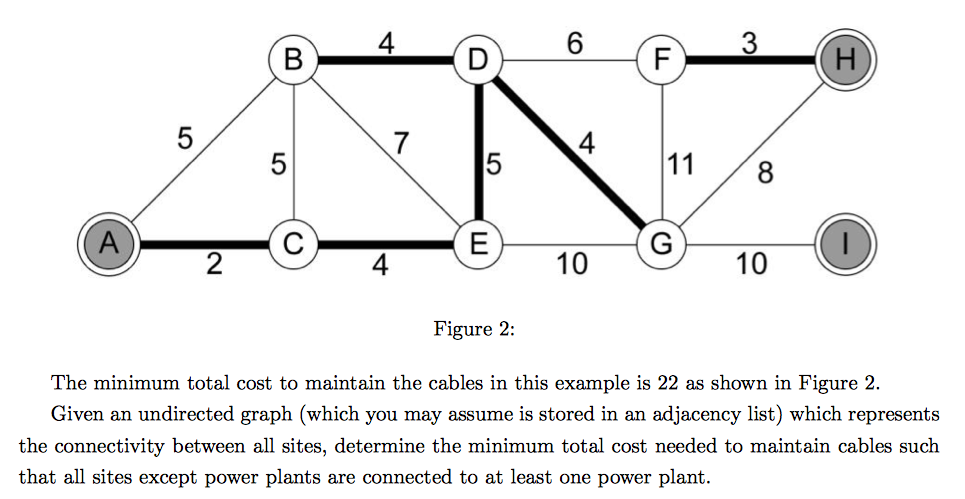 4
6
3
B
D
F
H
5
5
7
5
4
11
8
A
C
E
G
I
2
4
10
10
Figure 2:
The minimum total cost to maintain the cables in this example is 22 as shown in Figure 2.
Given an undirected graph (which you may assume is stored in an adjacency list) which represents
the connectivity between all sites, determine the minimum total cost needed to maintain cables such
that all sites except power plants are connected to at least one power plant.